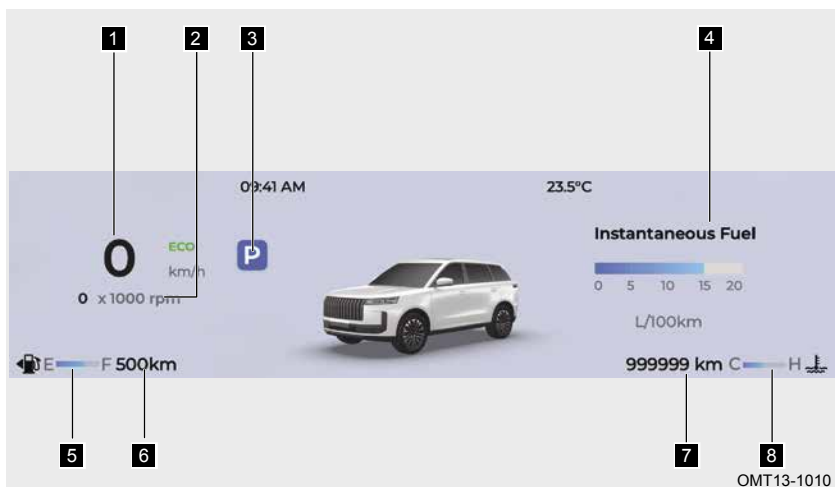 1 2 3 4
09:41 AM 23.5°C
Instantaneous Fuel
0 ECO P
km/h
0 5 10 15 20
0 x 1000 rpm
L/100km
E F 500km 999999 km C H
5 6 7 8
OMT13-1010